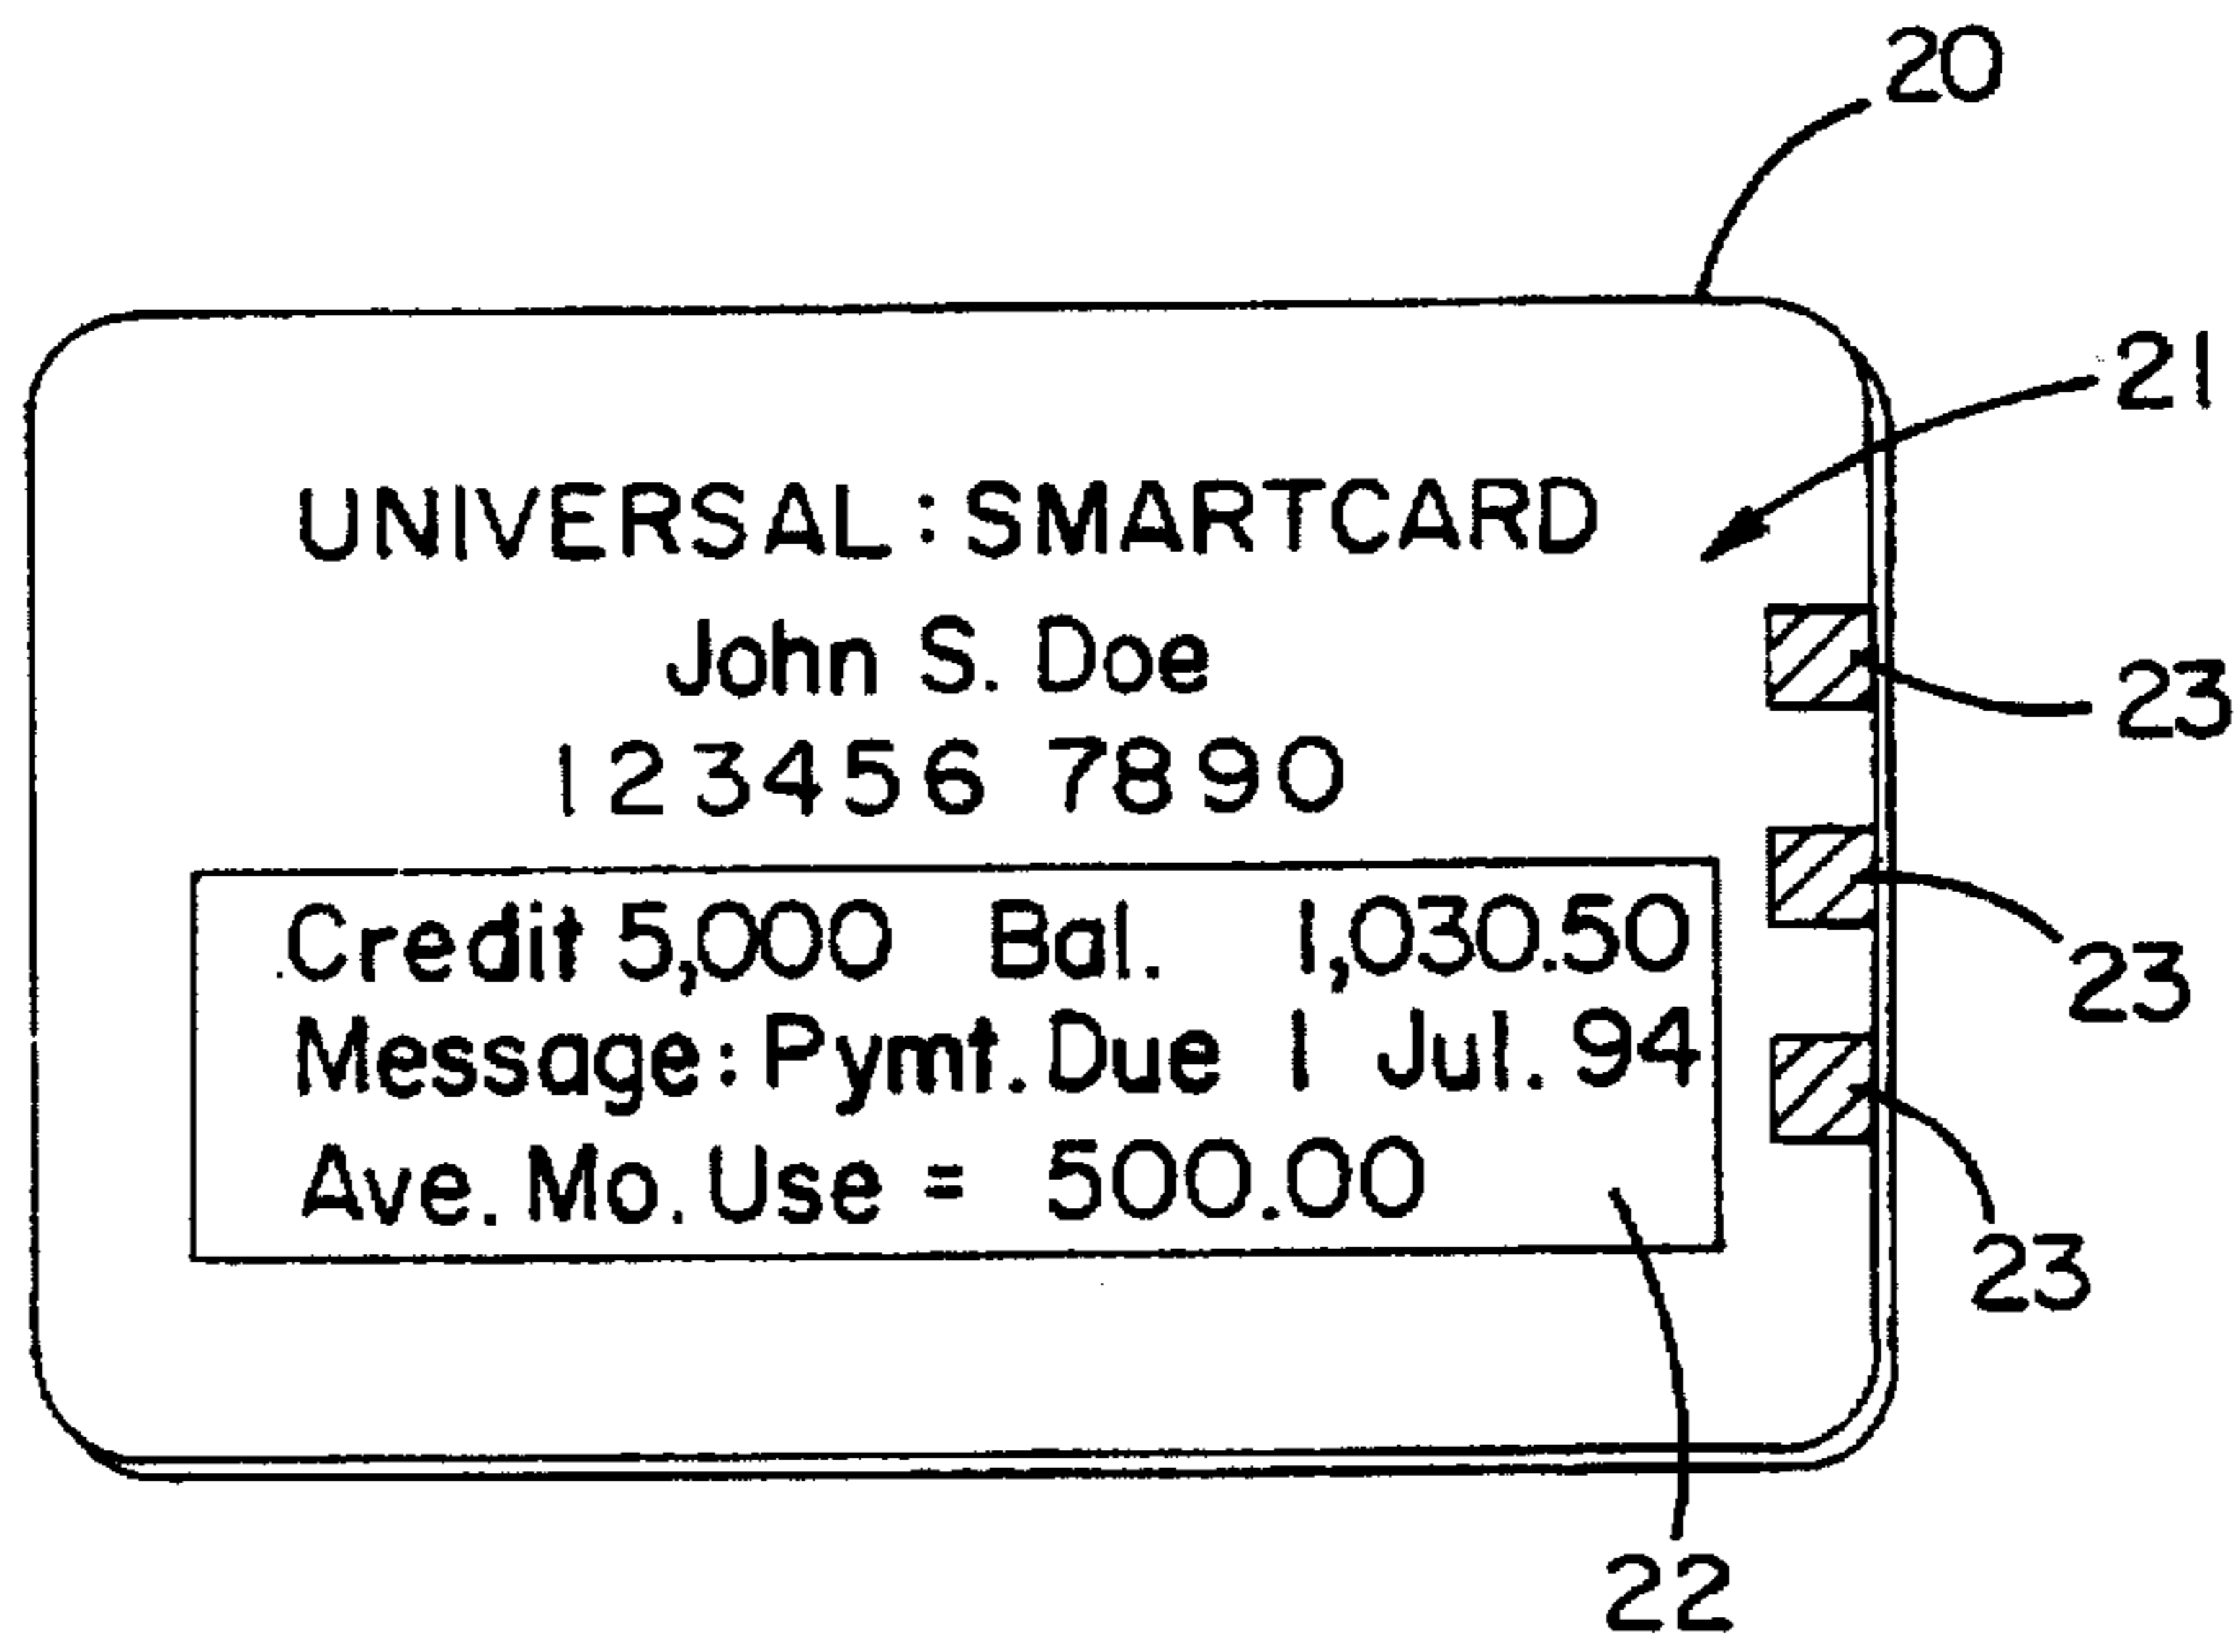 20
21
UNIVERSAL:SMARTCARD
John S. Doe
23
123456 7890
Credit 5,000 Bal. 1,030.50
23
Message: Pymt. Due 1 Jul. 94
Ave. Mo. Use = 500.00
23
22